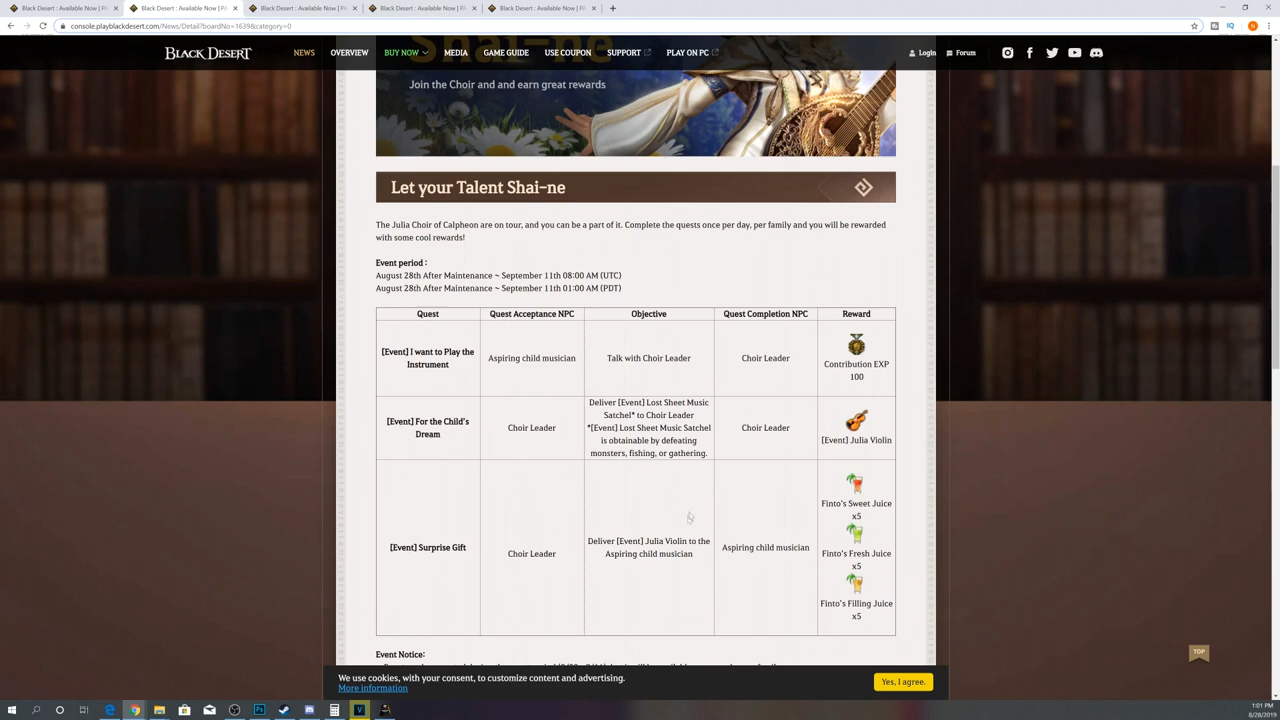 Black Desert : Available Now | PA
Black Desert : Available Now | PA
Black Desert : Available Now | PA
Black Desert : Available Now | PA
Black Desert : Available Now | PA
console.playblackdesert.com/News/Detail?boardNo=1639&category=0
BLACK DESERT
NEWS OVERVIEW BUY NOW MEDIA GAME GUIDE USE COUPON SUPPORT PLAY ON PC Login Forum
Shai-ne
Join the Choir and and earn great rewards
Let your Talent Shai-ne
The Julia Choir of Calpheon are on tour, and you can be a part of it. Complete the quests once per day, per family and you will be rewarded
with some cool rewards!
Event period :
August 28th After Maintenance ~ September 11th 08:00 AM (UTC)
August 28th After Maintenance ~ September 11th 01:00 AM (PDT)
Quest Quest Acceptance NPC Objective Quest Completion NPC Reward
[Event] I want to Play the
Instrument
Aspiring child musician
Talk with Choir Leader
Choir Leader
Contribution EXP
100
[Event] For the Child's
Dream
Choir Leader
Deliver [Event] Lost Sheet Music
Satchel* to Choir Leader
*[Event] Lost Sheet Music Satchel
is obtainable by defeating
monsters, fishing, or gathering.
Choir Leader
[Event] Julia Violin
[Event] Surprise Gift
Choir Leader
Deliver [Event] Julia Violin to the
Aspiring child musician
Aspiring child musician
Finto's Sweet Juice
x5
Finto's Fresh Juice
x5
Finto's Filling Juice
x5
Event Notice:
TOP
We use cookies, with your consent, to customize content and advertising.
More information
Yes, I agree.
1:01 PM
8/28/2019